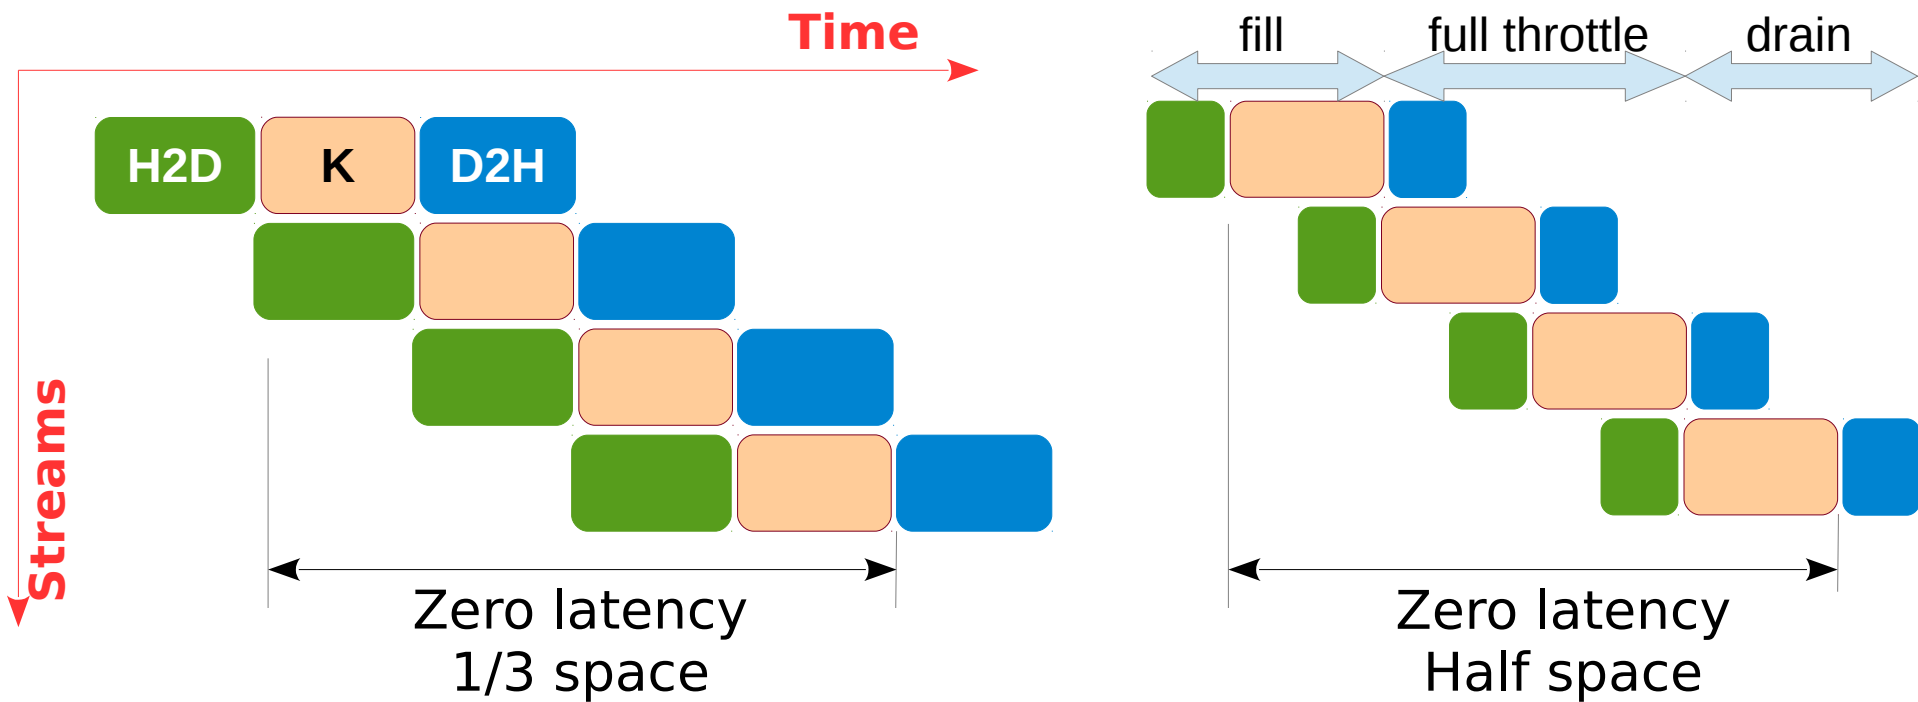 Time
Streams
H2D K D2H
Zero latency
1/3 space
fill full throttle drain
Zero latency
Half space